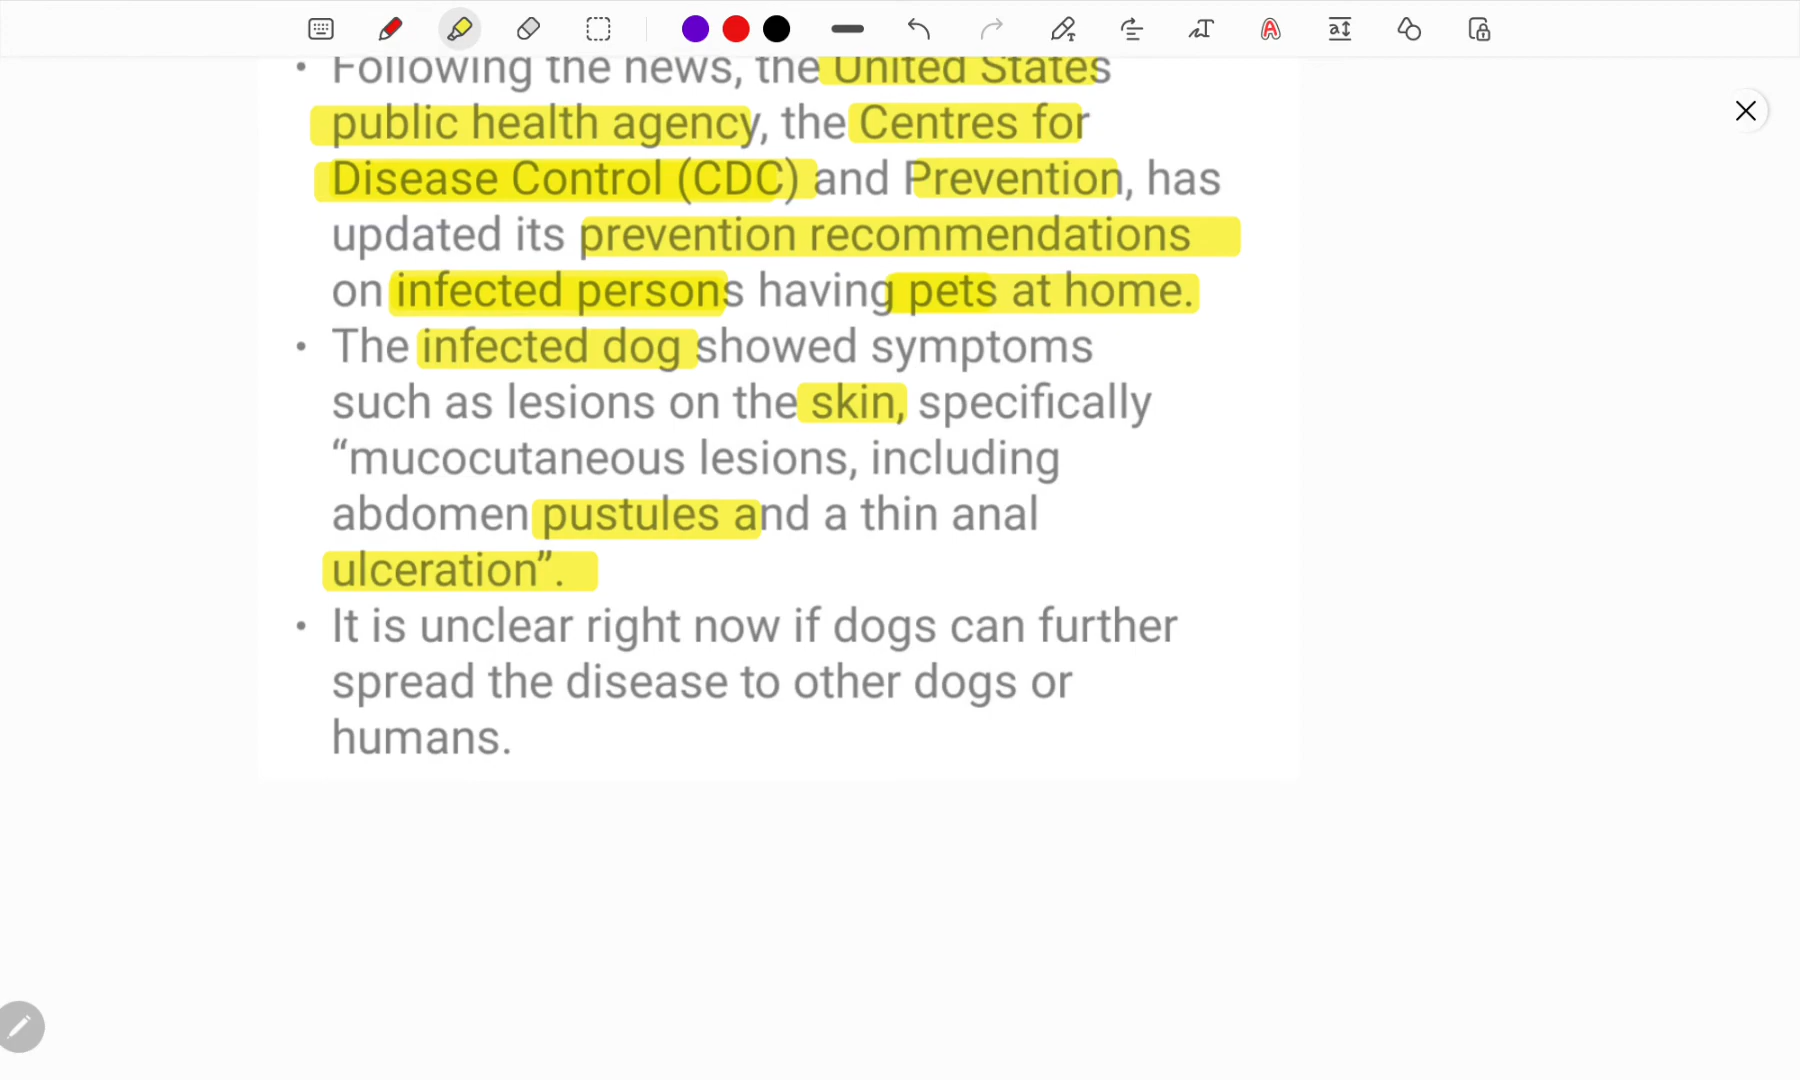 • Following the news, the United States
public health agency, the Centres for
Disease Control (CDC) and Prevention, has
updated its prevention recommendations
on infected persons having pets at home.
• The infected dog showed symptoms
such as lesions on the skin, specifically
“mucocutaneous lesions, including
abdomen pustules and a thin anal
ulceration”.
• It is unclear right now if dogs can further
spread the disease to other dogs or
humans.